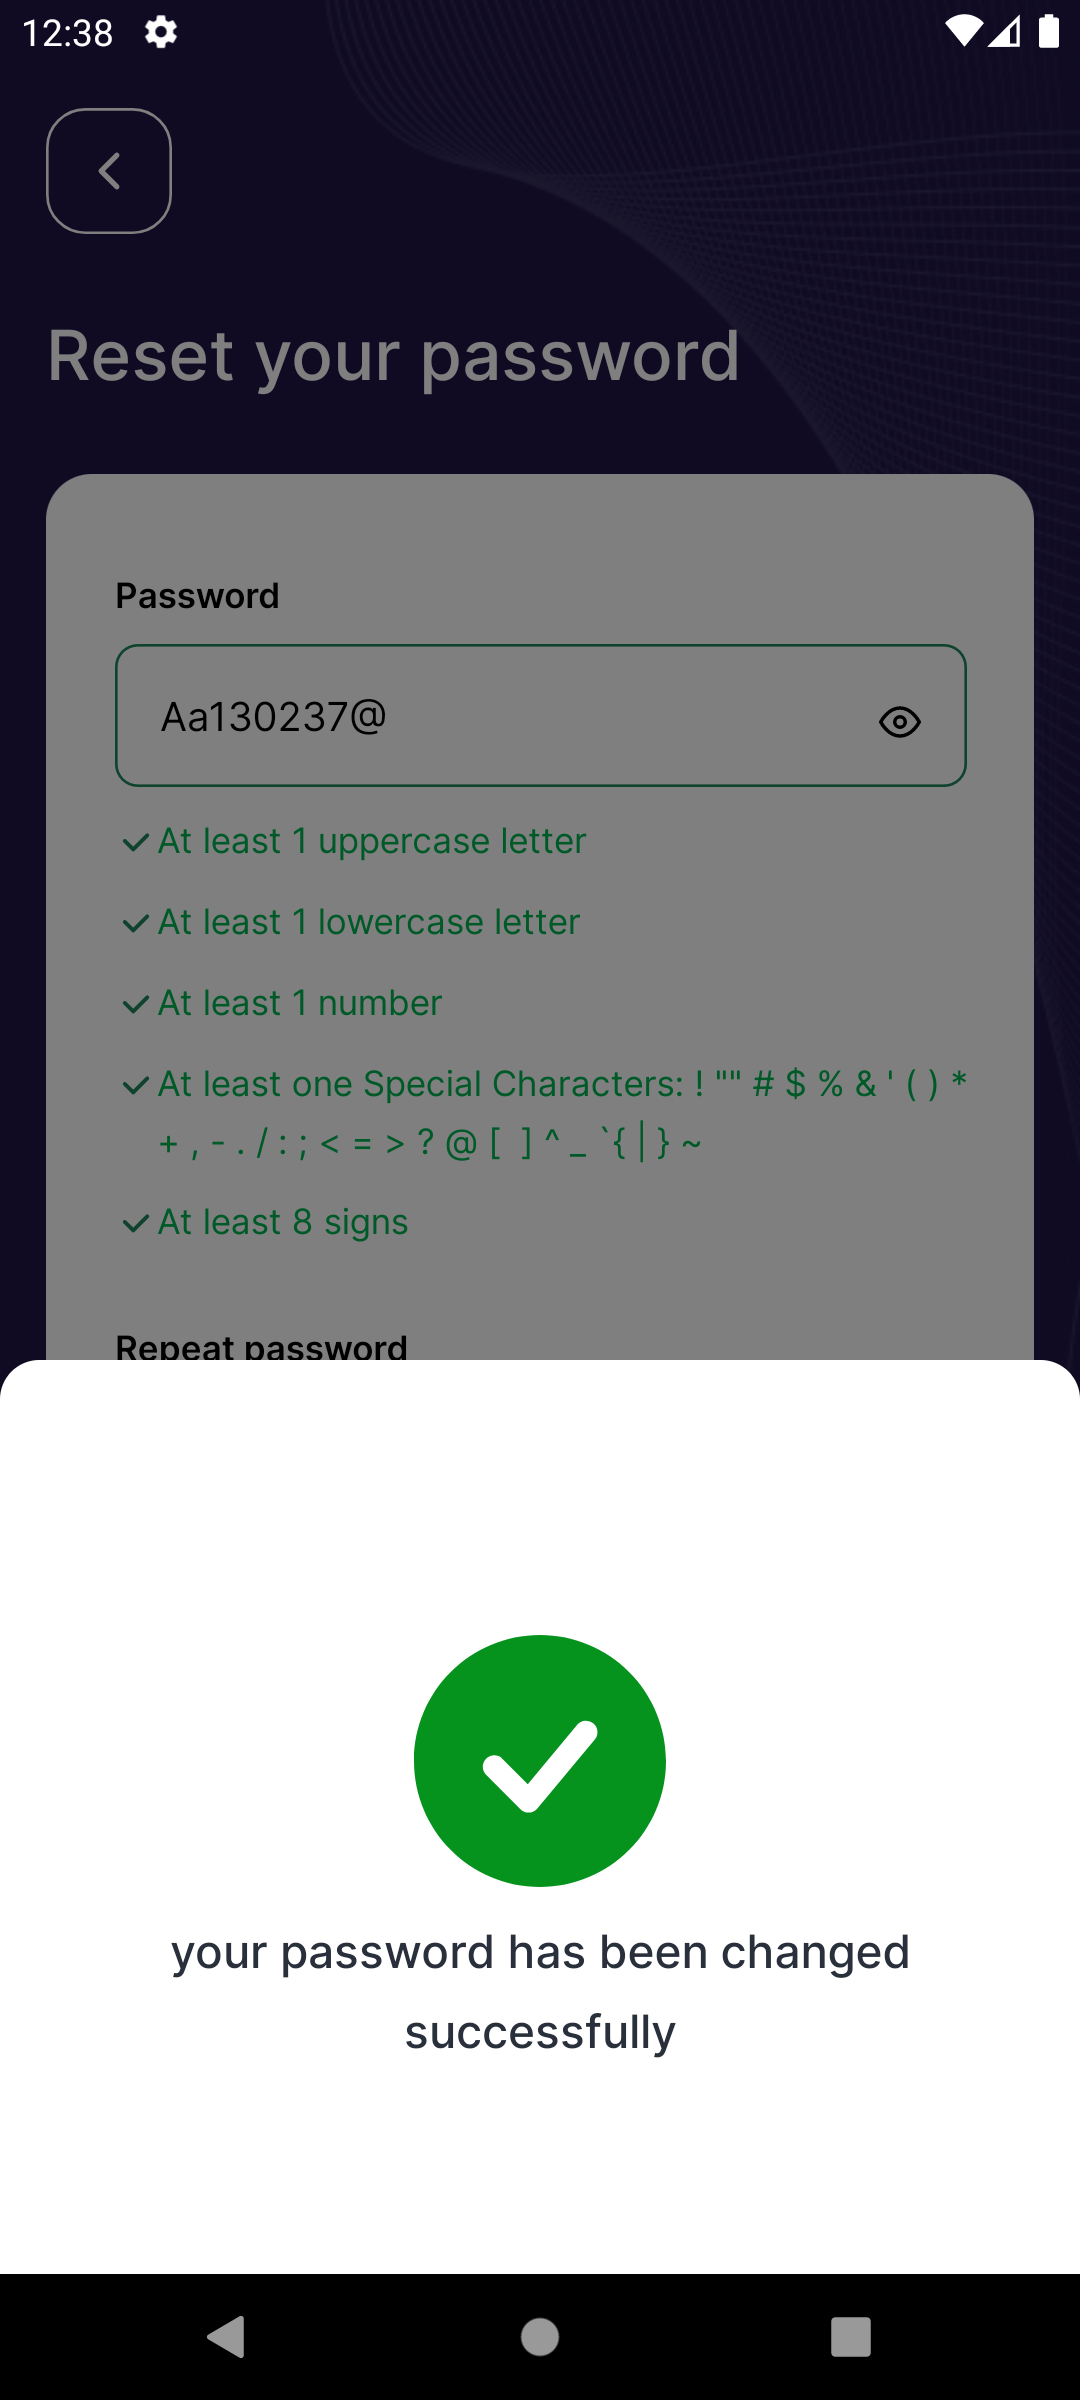 12:38
Reset your password
Password
Aa130237@
At least 1 uppercase letter
At least 1 lowercase letter
At least 1 number
At least one Special Characters: ! "" # $ % & ' ( ) *
+ , - . / : ; < = > ? @ [  ] ^ _ `{ | } ~
At least 8 signs
Repeat password
your password has been changed
successfully